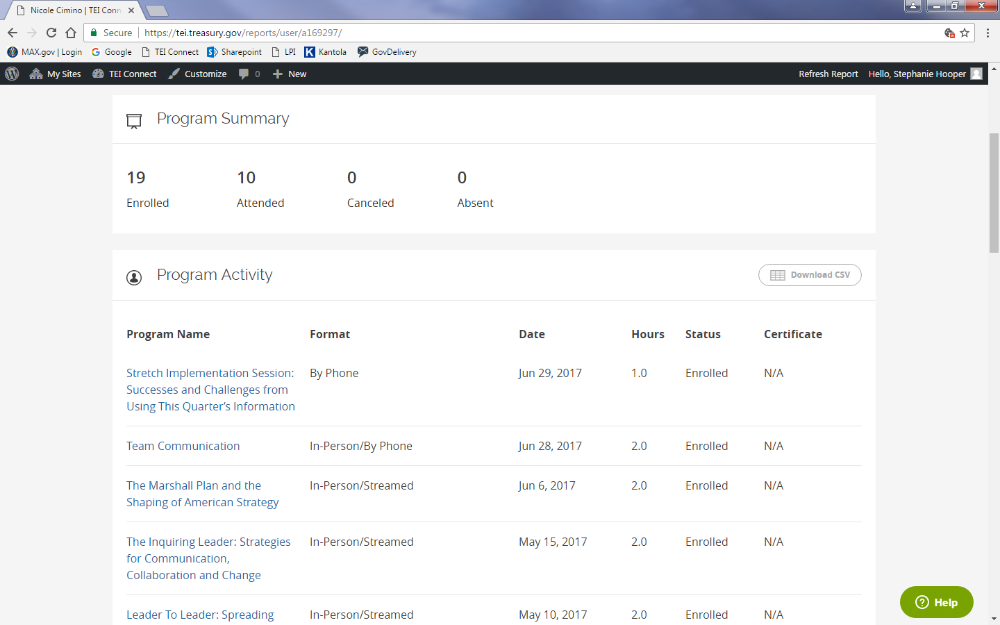 Nicole Cimino | TEI Conn
Secure https://tei.treasury.gov/reports/user/a169297/
MAX.gov | Login Google TEI Connect Sharepoint LPI Kantola GovDelivery
My Sites TEI Connect Customize 0 New Refresh Report Hello, Stephanie Hooper
Program Summary
19 10 0 0
Enrolled Attended Canceled Absent
Program Activity Download CSV
Program Name Format Date Hours Status Certificate
Stretch Implementation Session: By Phone Jun 29, 2017 1.0 Enrolled N/A
Successes and Challenges from
Using This Quarter’s Information
Team Communication In-Person/By Phone Jun 28, 2017 2.0 Enrolled N/A
The Marshall Plan and the In-Person/Streamed Jun 6, 2017 2.0 Enrolled N/A
Shaping of American Strategy
The Inquiring Leader: Strategies In-Person/Streamed May 15, 2017 2.0 Enrolled N/A
for Communication,
Collaboration and Change
Leader To Leader: Spreading In-Person/Streamed May 10, 2017 2.0 Enrolled N/A
Help